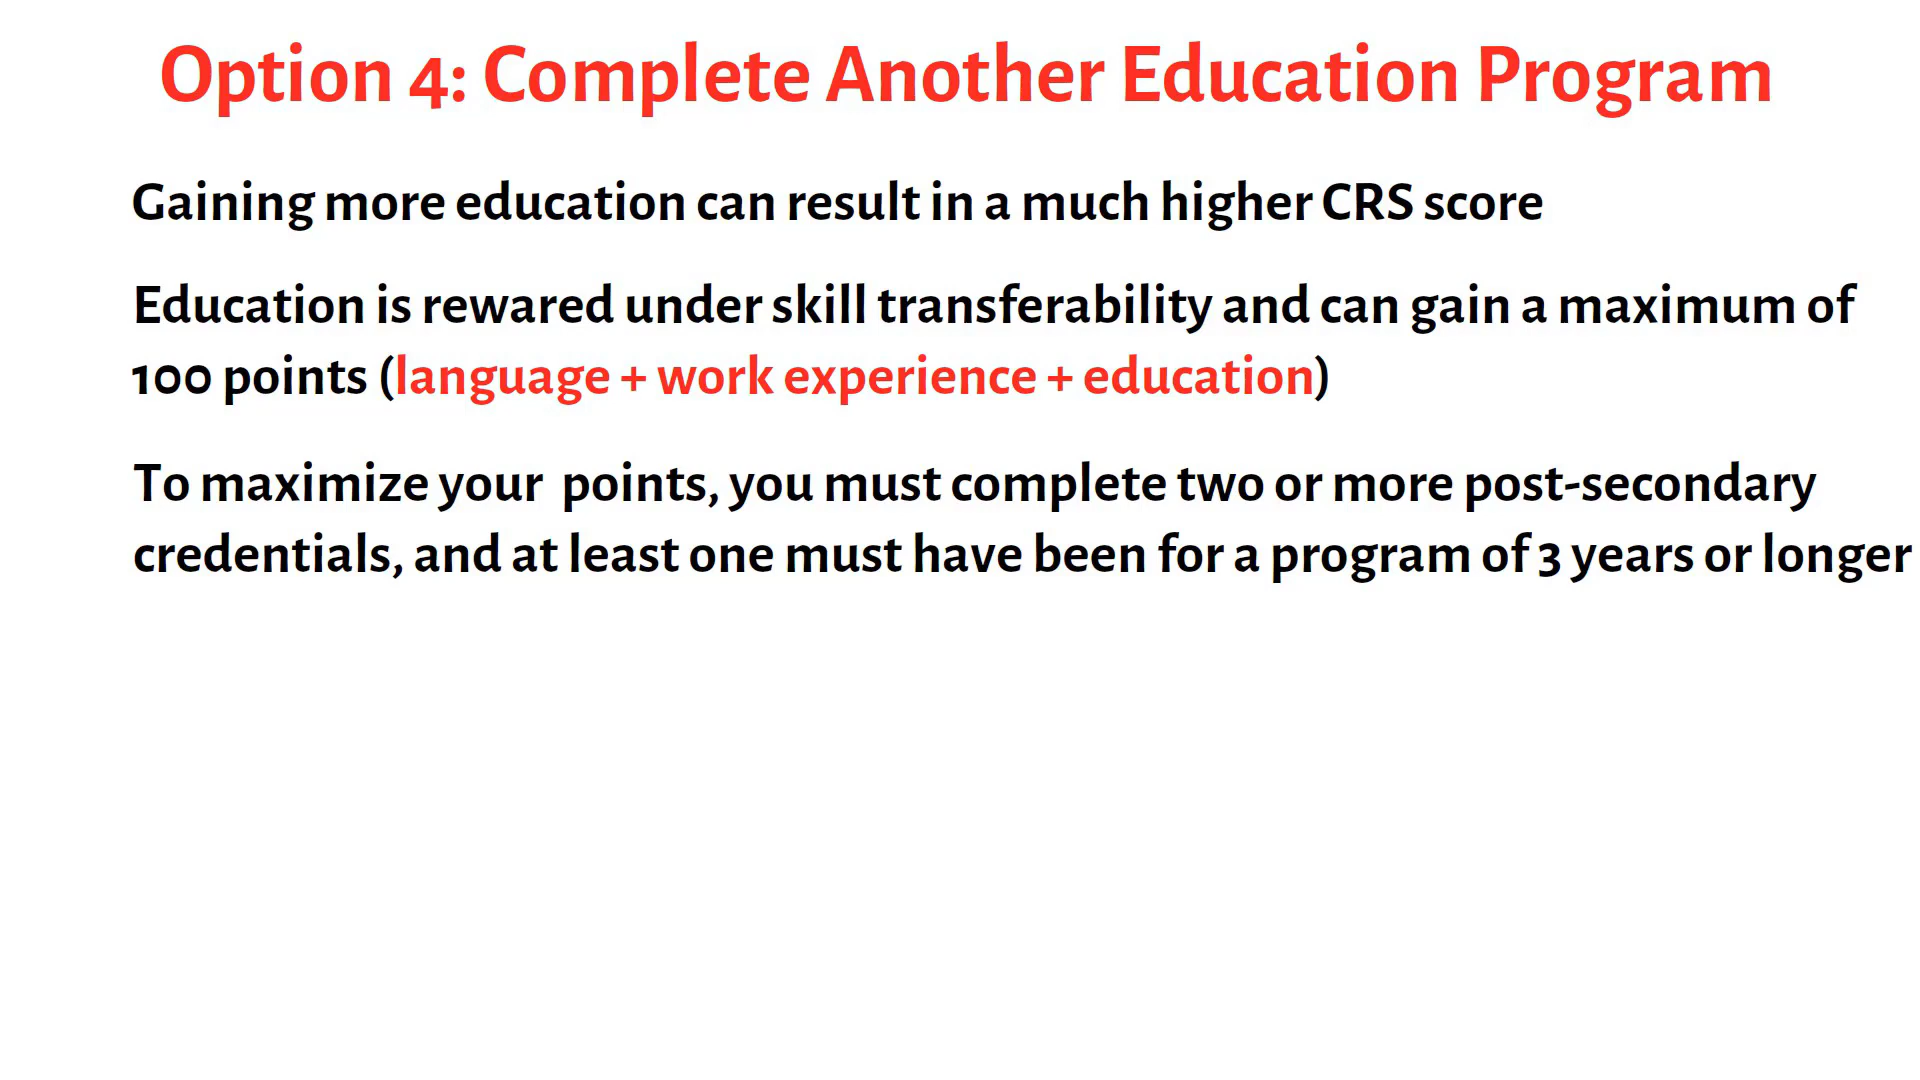 Option 4: Complete Another Education Program
Gaining more education can result in a much higher CRS score
Education is rewared under skill transferability and can gain a maximum of
100 points (language + work experience + education)
To maximize your  points, you must complete two or more post-secondary
credentials, and at least one must have been for a program of 3 years or longer